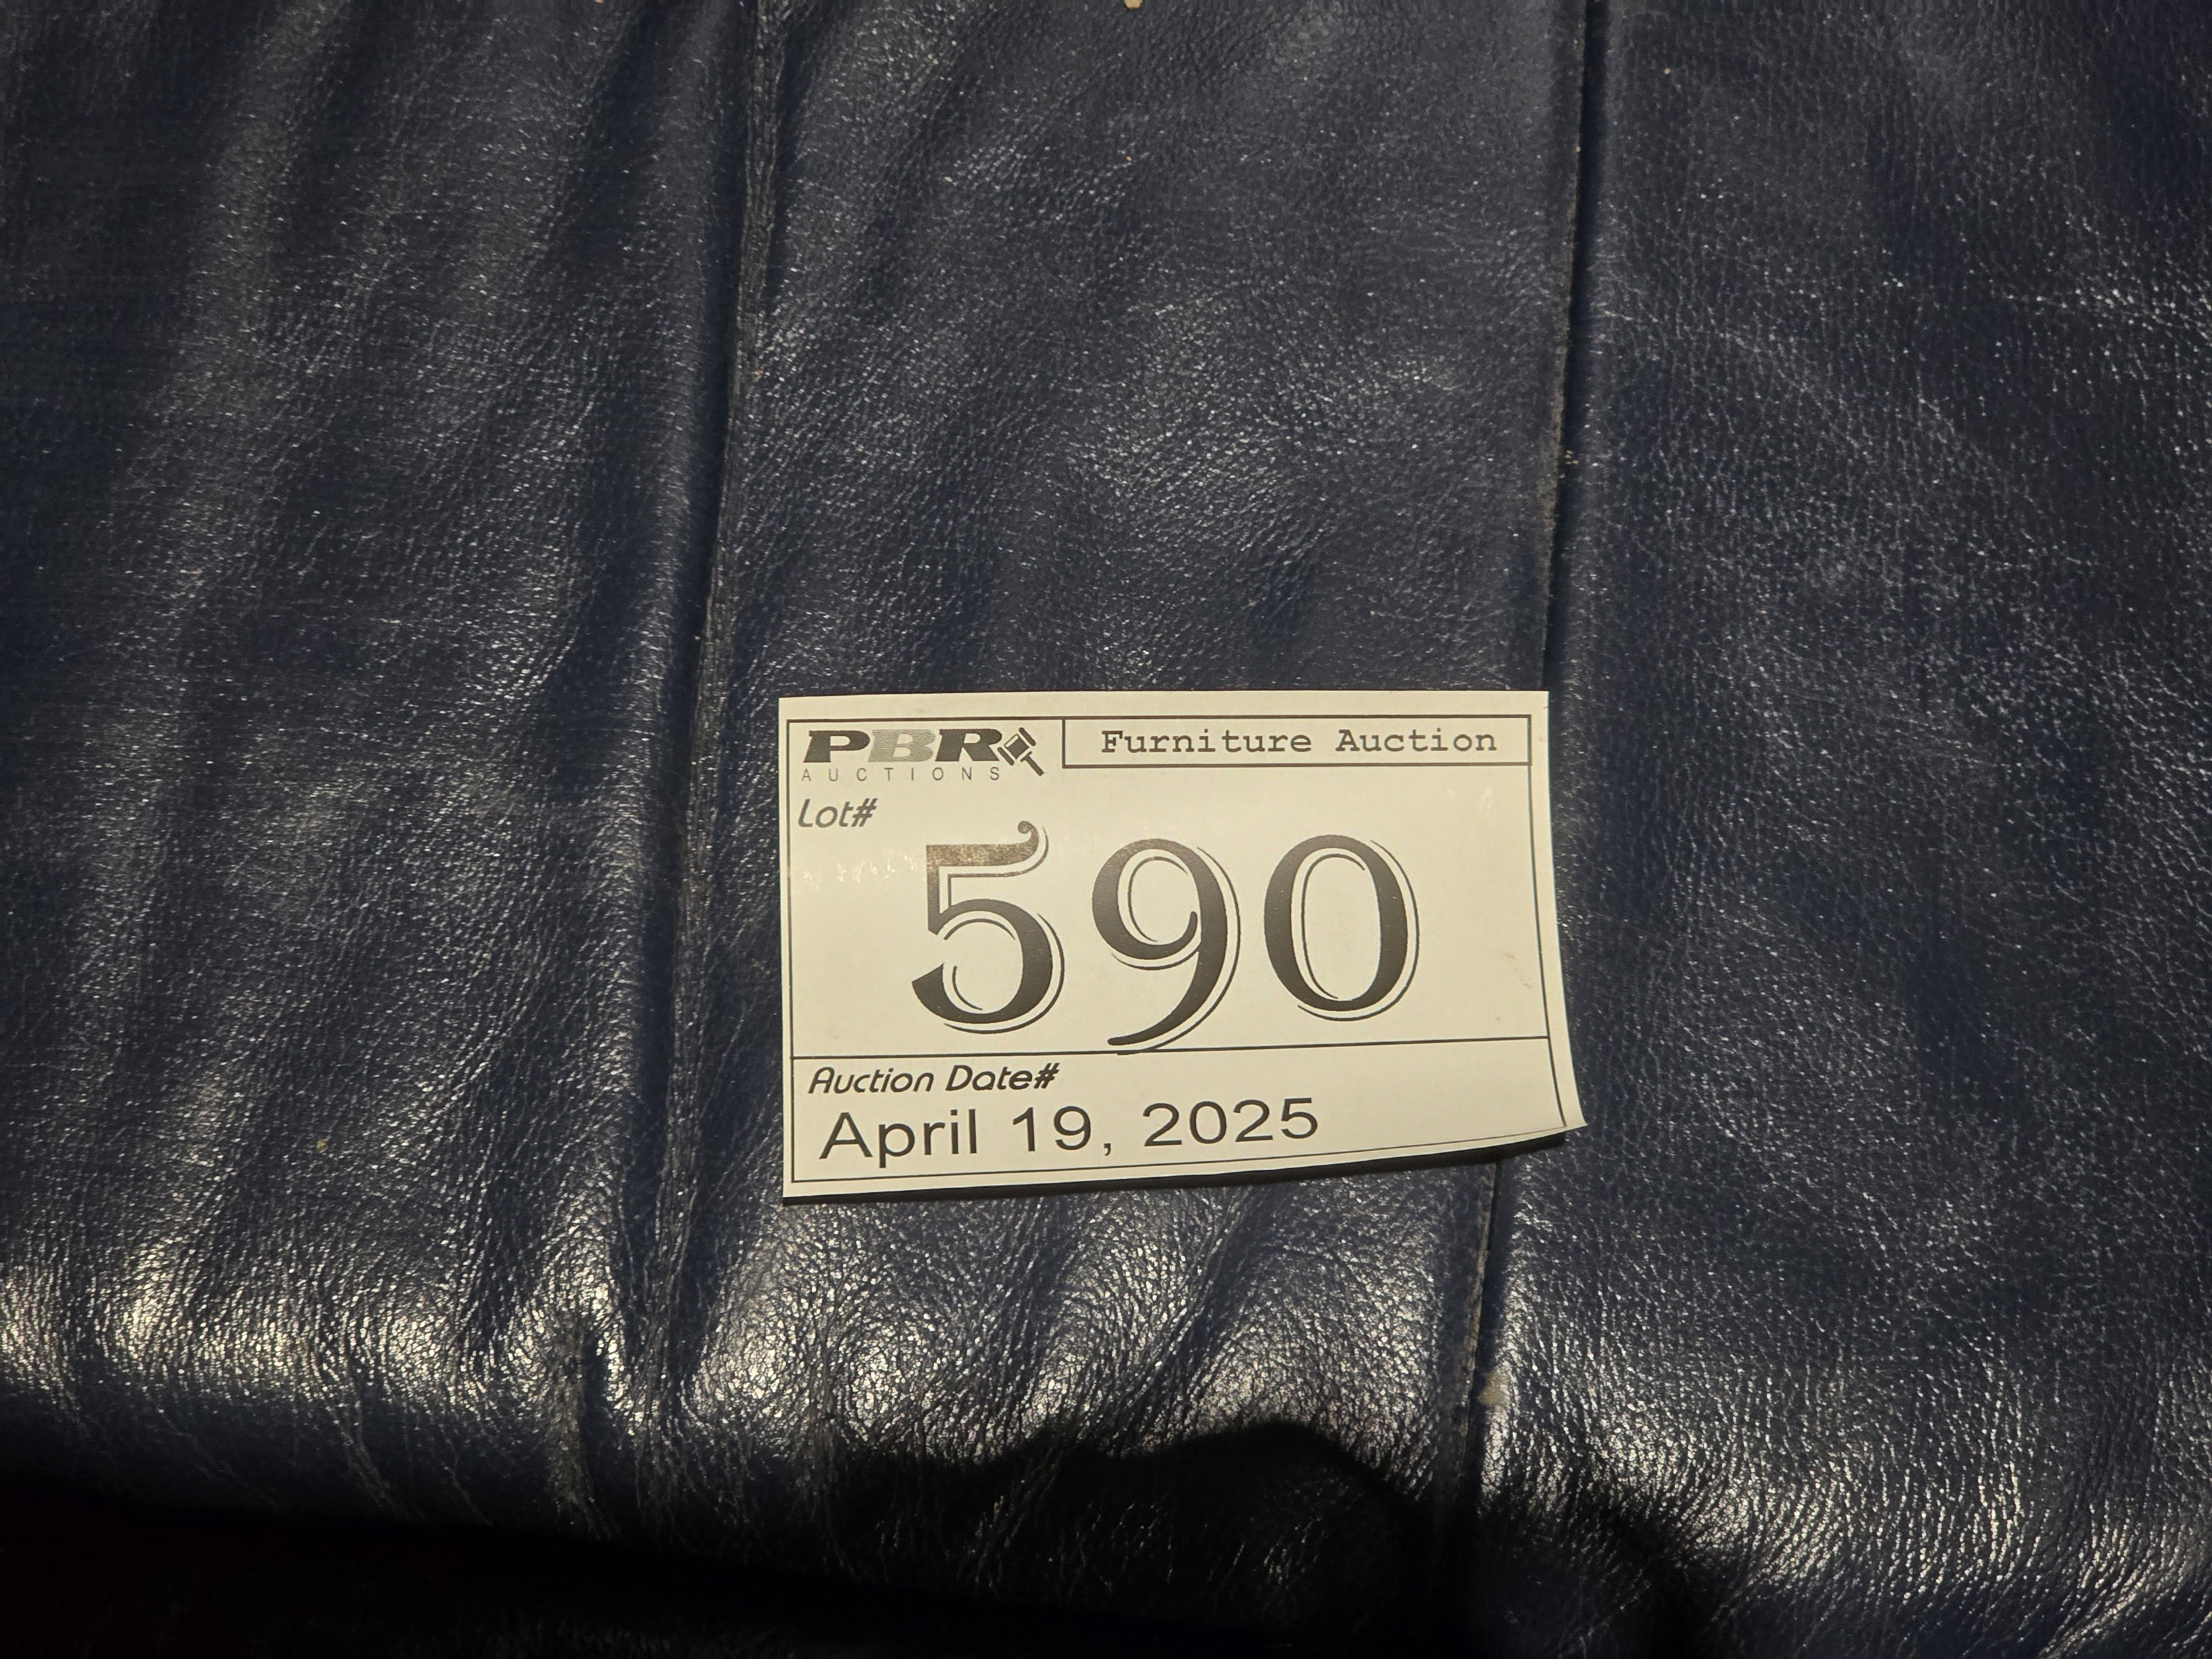 PBR
AUCTIONS
Furniture Auction
Lot#
590
Auction Date#
April 19, 2025